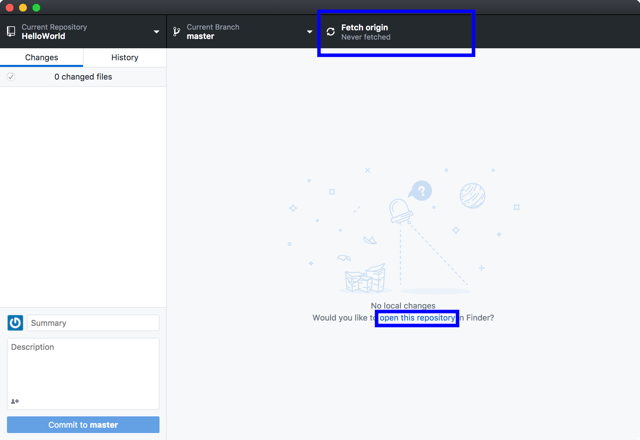 Current Repository
HelloWorld
Current Branch
master
Fetch origin
Never fetched
Changes
History
0 changed files
?
No local changes
Would you like to open this repository in Finder?
Summary
Description
Commit to master